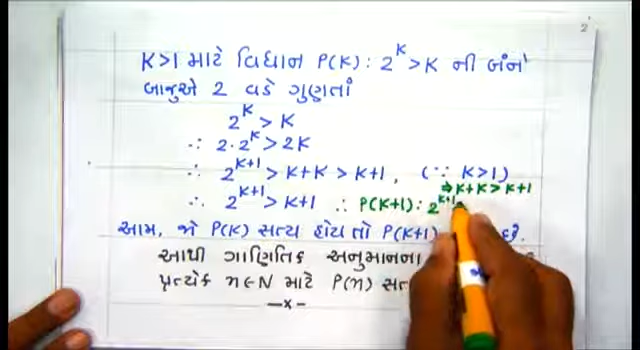 K>1 માટે વિધાન P(K) : 2^K > K ની બંને
બાજુએ 2 વડે ગુણતાં
2^K > K
∴ 2·2^K > 2K
∴ 2^(K+1) > K+K > K+1, (∵ K>1)
⇒ K+K > K+1
∴ 2^(K+1) > K+1 ∴ P(K+1) : 2^(K+1)
આમ, જો P(K) સત્ય હોય તો P(K+1)
આથી ગાણિતિક અનુમાનના
પ્રત્યેક n∈N માટે P(n)
—x—